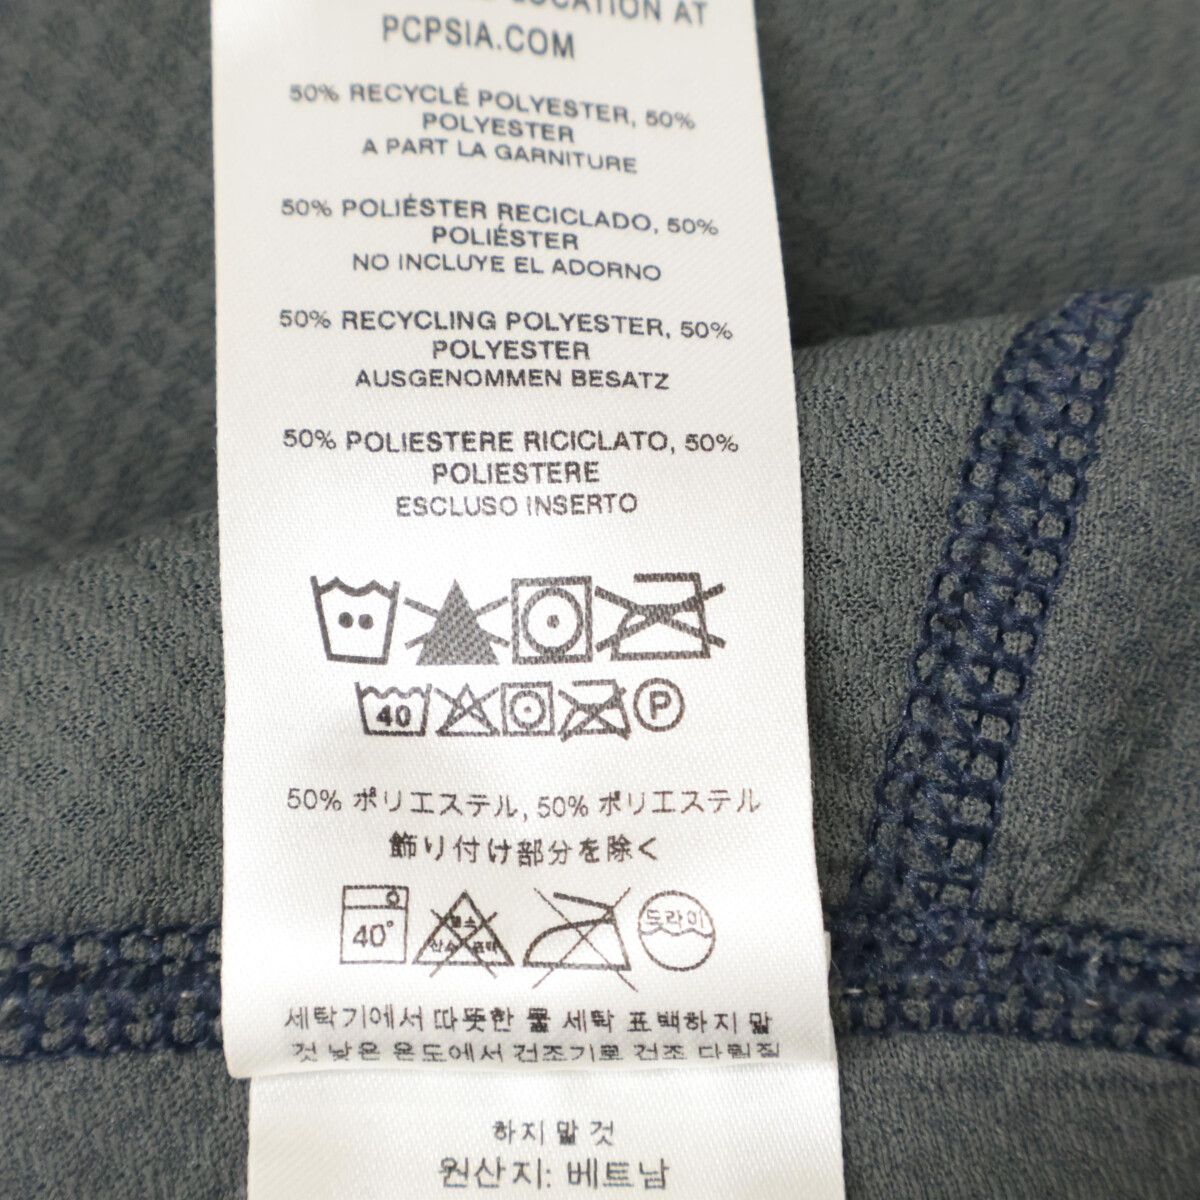 LOCATION AT
PCPSIA.COM
50% RECYCLÉ POLYESTER, 50%
POLYESTER
A PART LA GARNITURE
50% POLIÉSTER RECICLADO, 50%
POLIÉSTER
NO INCLUYE EL ADORNO
50% RECYCLING POLYESTER, 50%
POLYESTER
AUSGENOMMEN BESATZ
50% POLIESTERE RICICLATO, 50%
POLIESTERE
ESCLUSO INSERTO
40 P
50% ポリエステル, 50% ポリエステル
飾り付け部分を除く
40° 드라이
세탁기에서 따뜻한 물 세탁 표백하지 말
것 낮은 온도에서 건조기로 건조 다림질
하지 말 것
원산지: 베트남